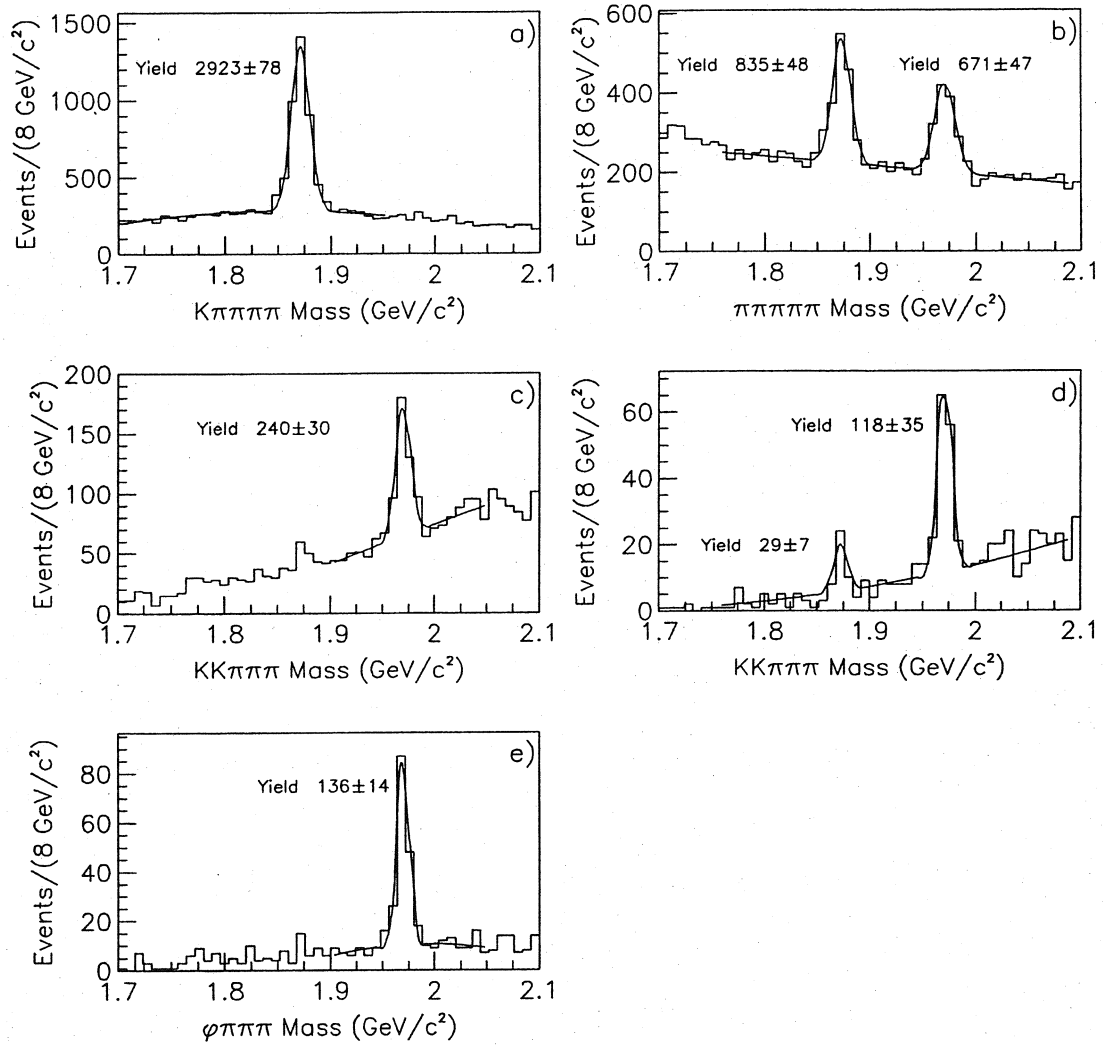 a)
Yield 2923±78
Events/(8 GeV/c²)
1500
1000
500
0
1.7 1.8 1.9 2 2.1
Kππππ Mass (GeV/c²)
b)
Yield 835±48 Yield 671±47
Events/(8 GeV/c²)
600
400
200
0
1.7 1.8 1.9 2 2.1
πππππ Mass (GeV/c²)
c)
Yield 240±30
Events/(8 GeV/c²)
200
150
100
50
0
1.7 1.8 1.9 2 2.1
KKπππ Mass (GeV/c²)
d)
Yield 118±35
Yield 29±7
Events/(8 GeV/c²)
60
40
20
0
1.7 1.8 1.9 2 2.1
KKπππ Mass (GeV/c²)
e)
Yield 136±14
Events/(8 GeV/c²)
80
60
40
20
0
1.7 1.8 1.9 2 2.1
φπππ Mass (GeV/c²)